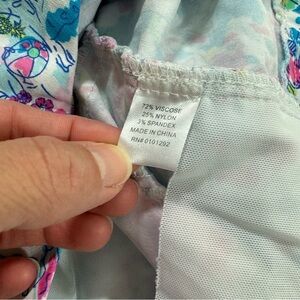 72% VISCOSE
25% NYLON
3% SPANDEX
MADE IN CHINA
RN# 0101292